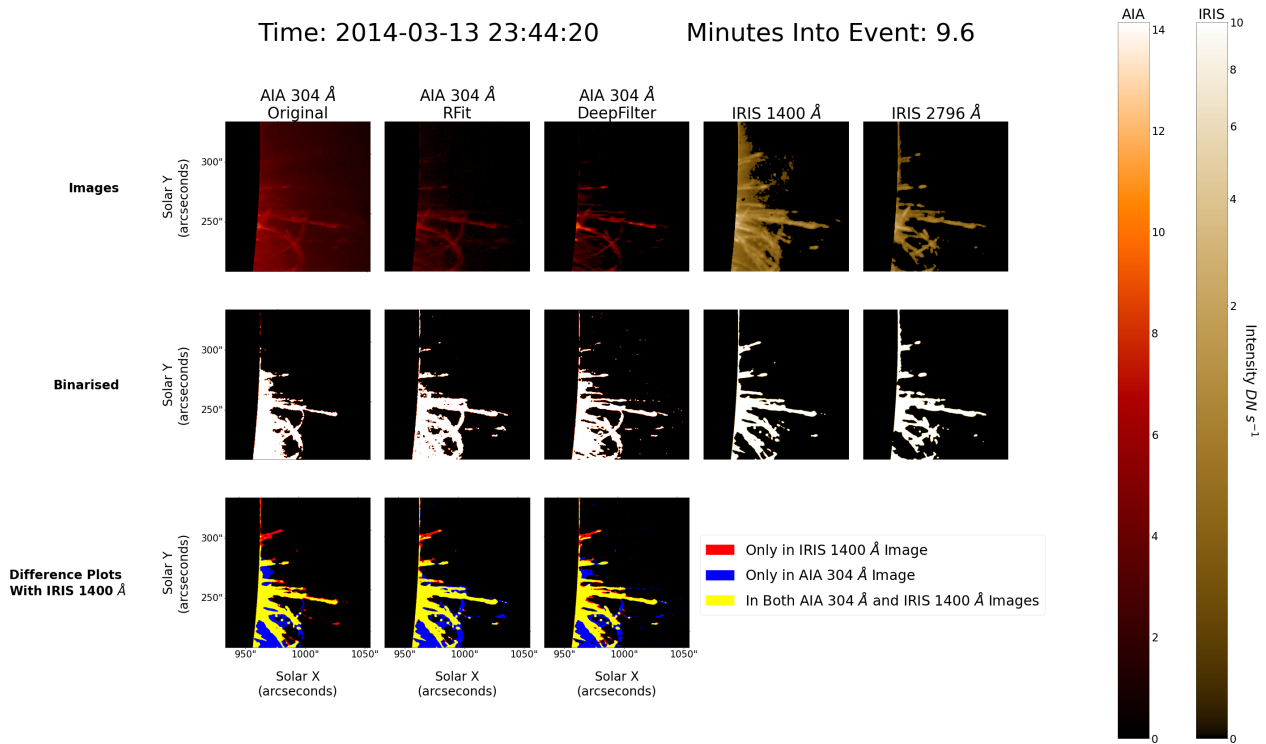 Time: 2014-03-13 23:44:20
Minutes Into Event: 9.6
AIA
IRIS
AIA 304 Å
Original
AIA 304 Å
RFit
AIA 304 Å
DeepFilter
IRIS 1400 Å
IRIS 2796 Å
Images
Solar Y
(arcseconds)
300"
250"
Binarised
Solar Y
(arcseconds)
300"
250"
Difference Plots
With IRIS 1400 Å
Solar Y
(arcseconds)
300"
250"
950"
1000"
1050"
950"
1000"
1050"
950"
1000"
1050"
Solar X
(arcseconds)
Solar X
(arcseconds)
Solar X
(arcseconds)
Only in IRIS 1400 Å Image
Only in AIA 304 Å Image
In Both AIA 304 Å and IRIS 1400 Å Images
14
12
10
8
6
4
2
0
10
8
6
4
2
0
Intensity DN s⁻¹